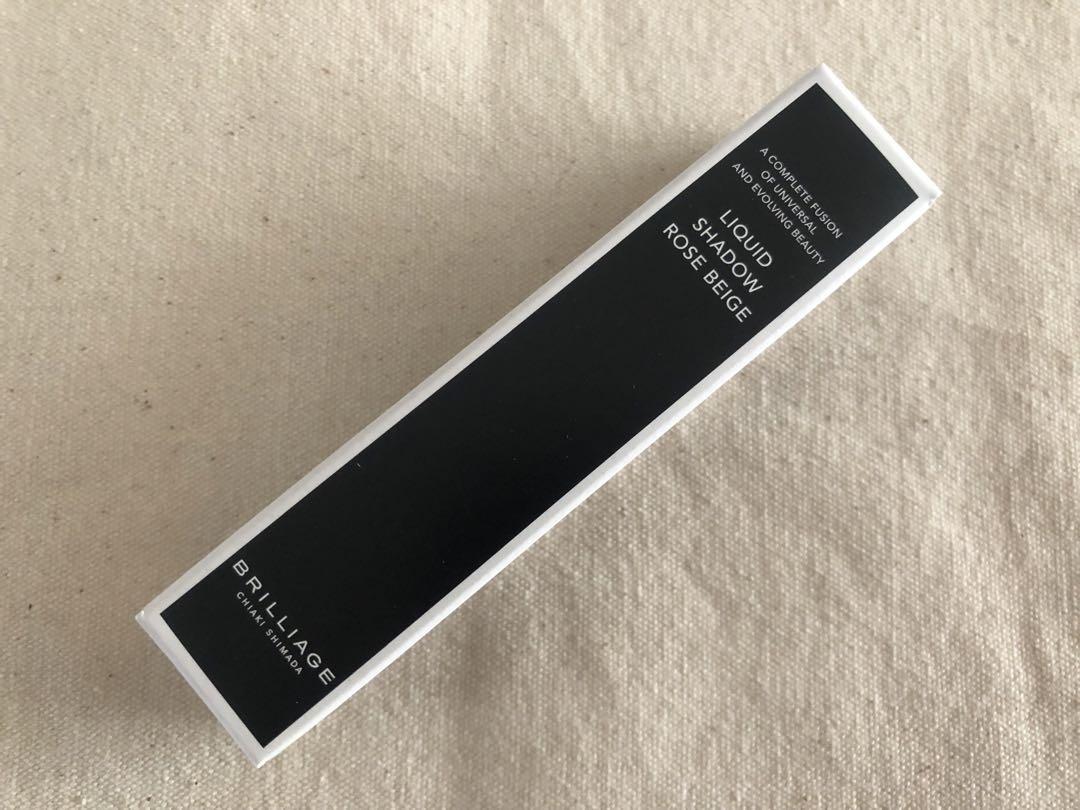 A COMPLETE FUSION
OF UNIVERSAL
AND EVOLVING BEAUTY
LIQUID
SHADOW
ROSE BEIGE
BRILLIAGE
CHIAKI SHIMADA